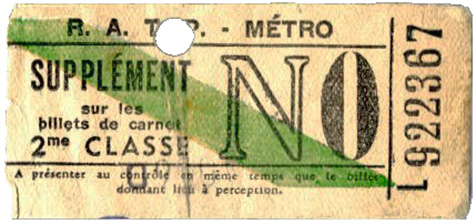 R. A. T. P. - MÉTRO
SUPPLÉMENT
sur les
billets de carnet
2me CLASSE
NO
A présenter au contrôle en même temps que le billet
donnant lieu à perception.
L 922367